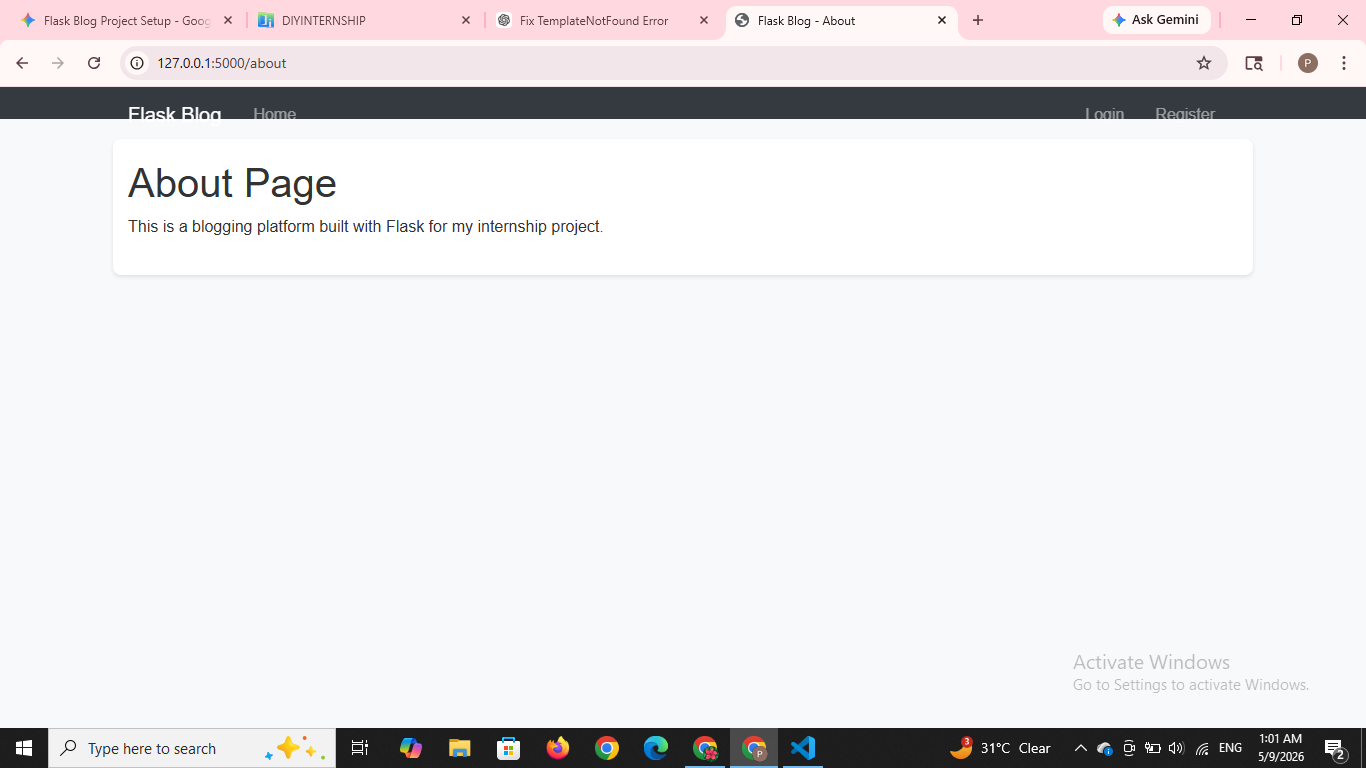 Flask Blog Project Setup - Goog
DIYINTERNSHIP
Fix TemplateNotFound Error
Flask Blog - About
Ask Gemini
127.0.0.1:5000/about
P
Flask Blog
Home
Login
Register
About Page
This is a blogging platform built with Flask for my internship project.
Activate Windows
Go to Settings to activate Windows.
Type here to search
P
3
31°C Clear
ENG
1:01 AM
5/9/2026
2